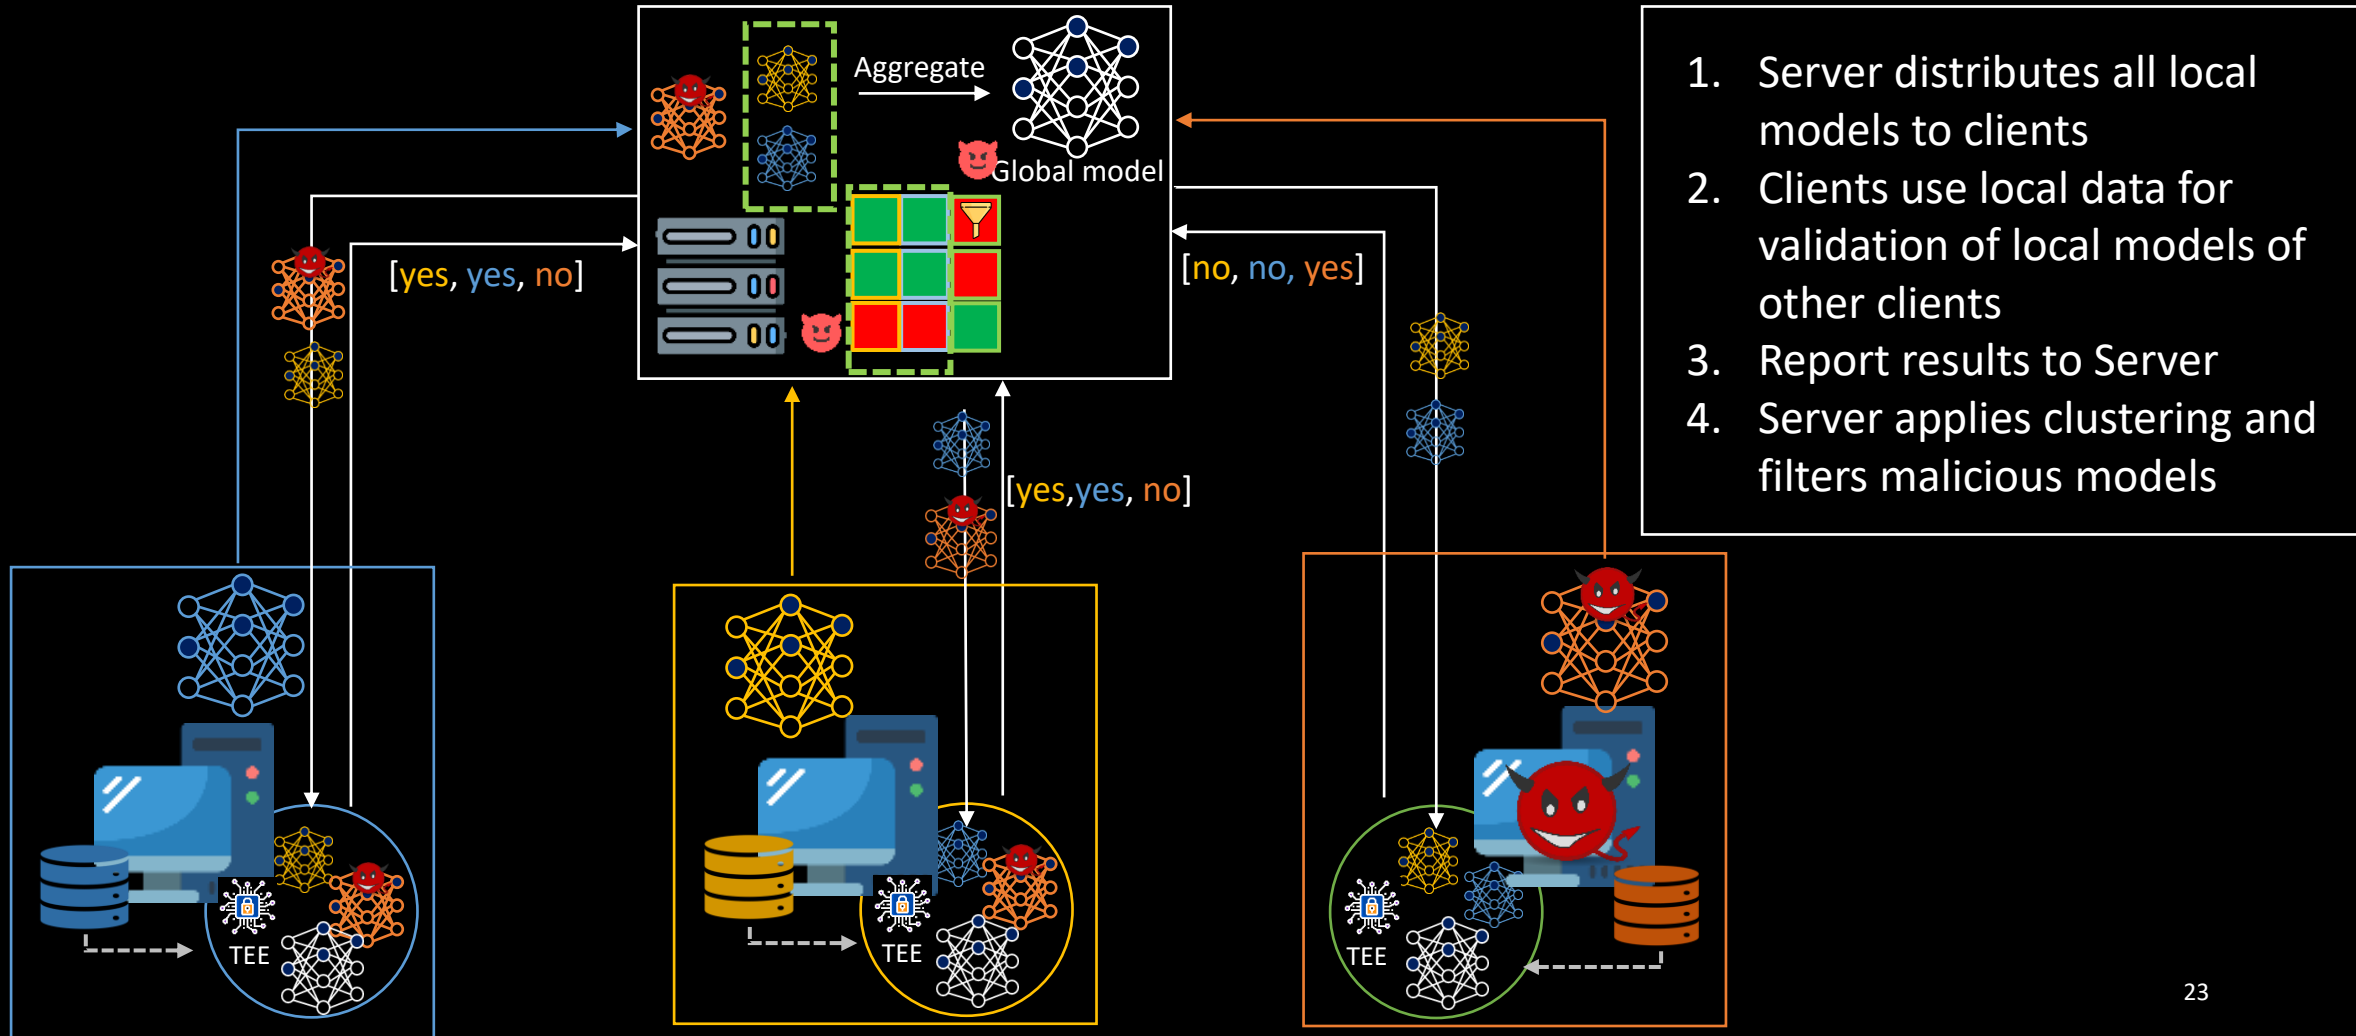 Aggregate
Global model
[yes, yes, no]
[no, no, yes]
[yes,yes, no]
1. Server distributes all local
models to clients
2. Clients use local data for
validation of local models of
other clients
3. Report results to Server
4. Server applies clustering and
filters malicious models
TEE
TEE
TEE
23